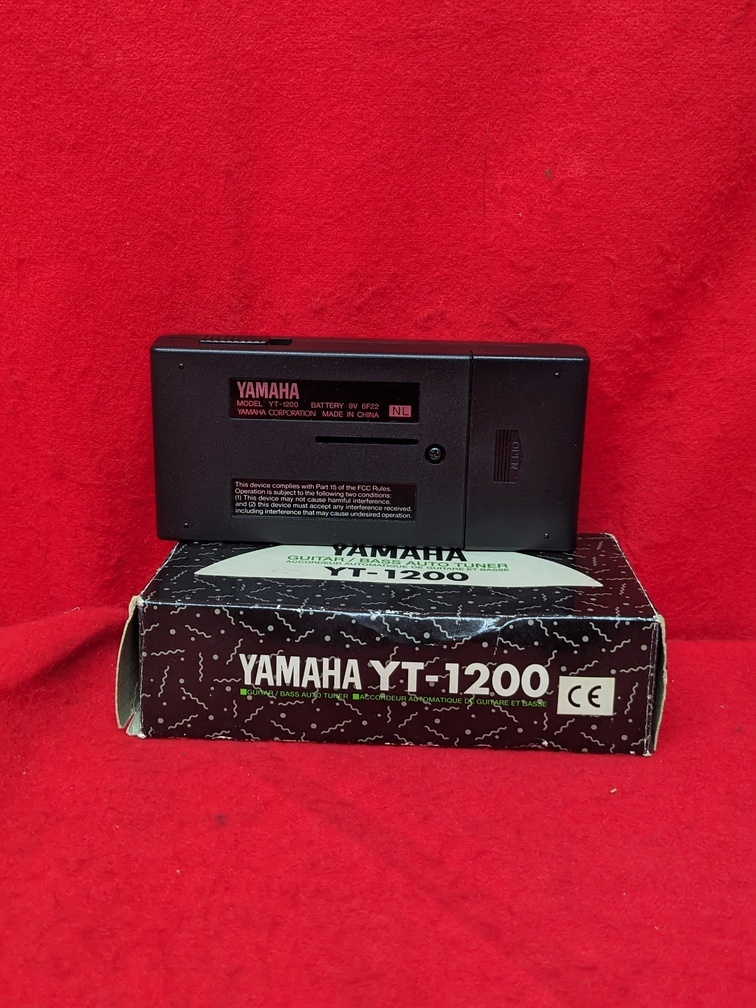 YAMAHA
MODEL YT-1200 BATTERY 9V 6F22
YAMAHA CORPORATION MADE IN CHINA NL
OPEN
This device complies with Part 15 of the FCC Rules.
Operation is subject to the following two conditions:
(1) This device may not cause harmful interference,
and (2) this device must accept any interference received,
including interference that may cause undesired operation.
YAMAHA
GUITAR / BASS AUTO TUNER
ACCORDEUR AUTOMATIQUE DE GUITARE ET BASSE
YT-1200
YAMAHA YT-1200
GUITAR / BASS AUTO TUNER ACCORDEUR AUTOMATIQUE DE GUITARE ET BASSE
CE